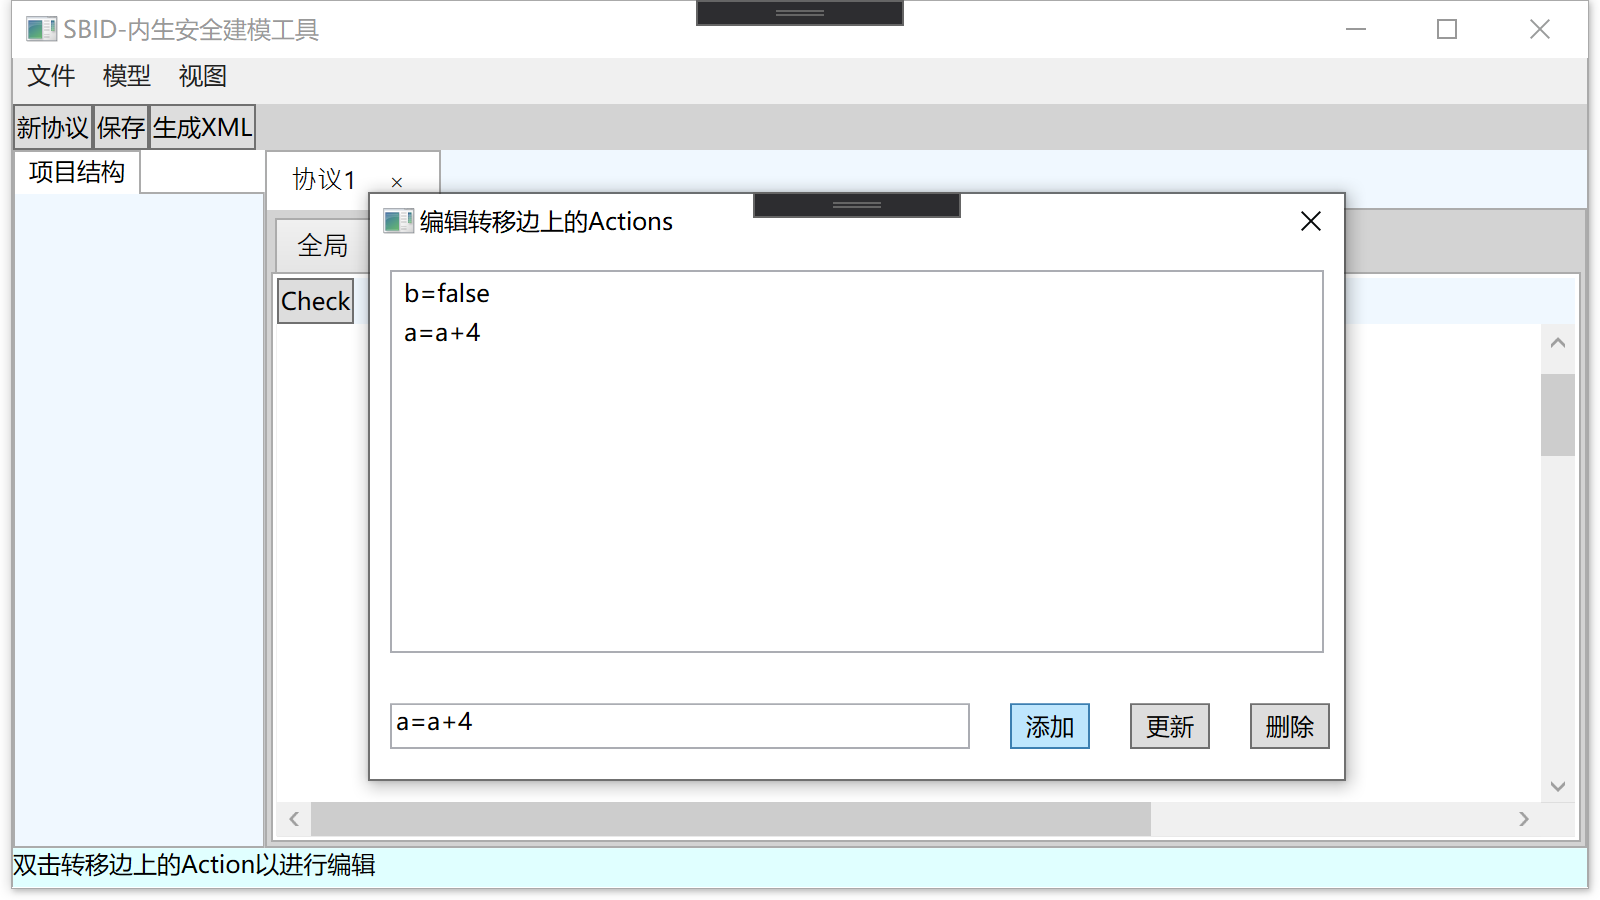 SBID-内生安全建模工具
文件 模型 视图
新协议 保存 生成XML
项目结构
协议1 ×
全局
Check
编辑转移边上的Actions
b=false
a=a+4
a=a+4
添加 更新 删除
双击转移边上的Action以进行编辑